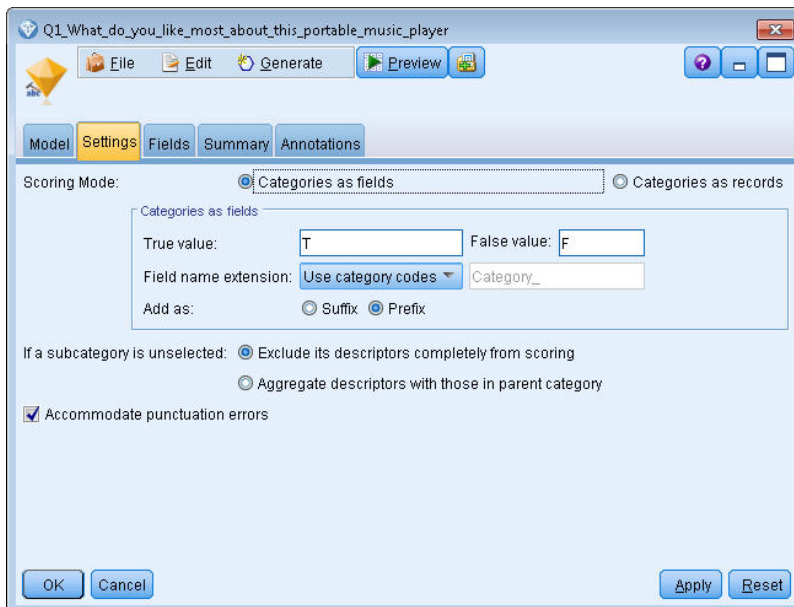 Q1_What_do_you_like_most_about_this_portable_music_player
File Edit Generate Preview
abc
Model Settings Fields Summary Annotations
Scoring Mode: Categories as fields Categories as records
Categories as fields
True value: T False value: F
Field name extension: Use category codes Category_
Add as: Suffix Prefix
If a subcategory is unselected: Exclude its descriptors completely from scoring
Aggregate descriptors with those in parent category
Accommodate punctuation errors
OK Cancel Apply Reset